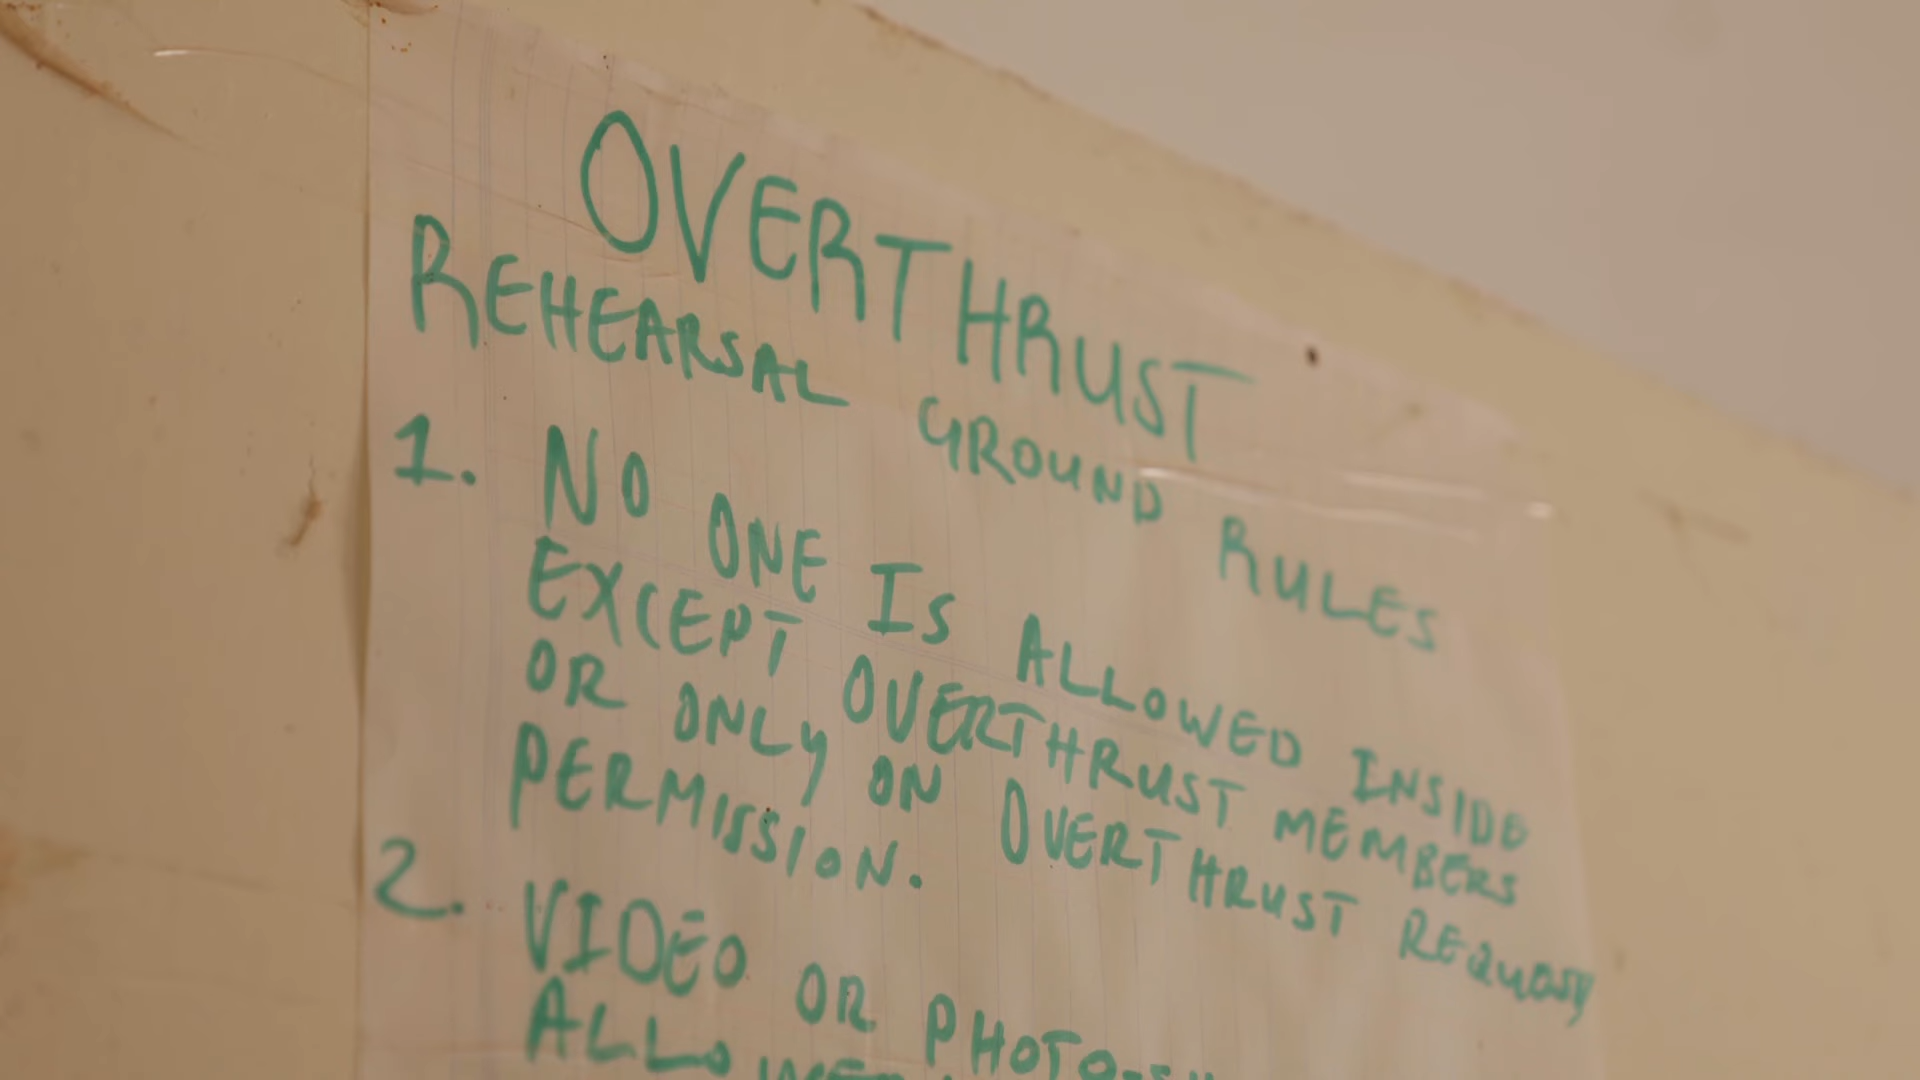 OVERTHRUST
REHEARSAL GROUND RULES
1. NO ONE IS ALLOWED INSIDE
EXCEPT OVERTHRUST MEMBERS
OR ONLY ON OVERTHRUST REQUEST
PERMISSION.
2. VIDEO OR